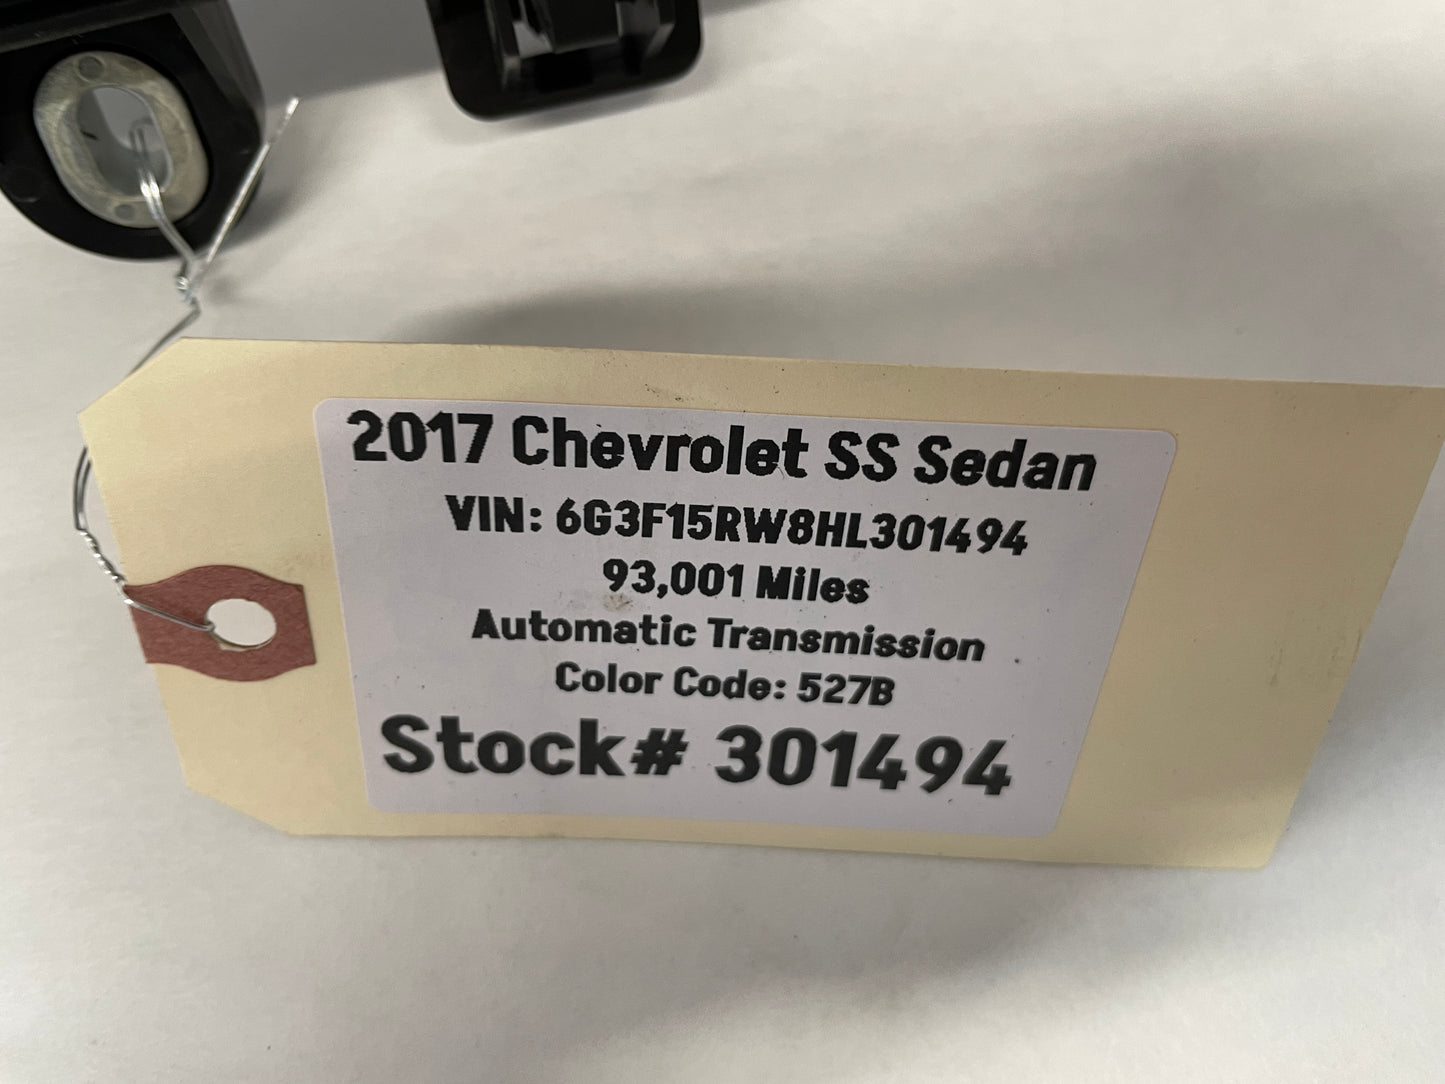 2017 Chevrolet SS Sedan
VIN: 6G3F15RW8HL301494
93,001 Miles
Automatic Transmission
Color Code: 527B
Stock# 301494